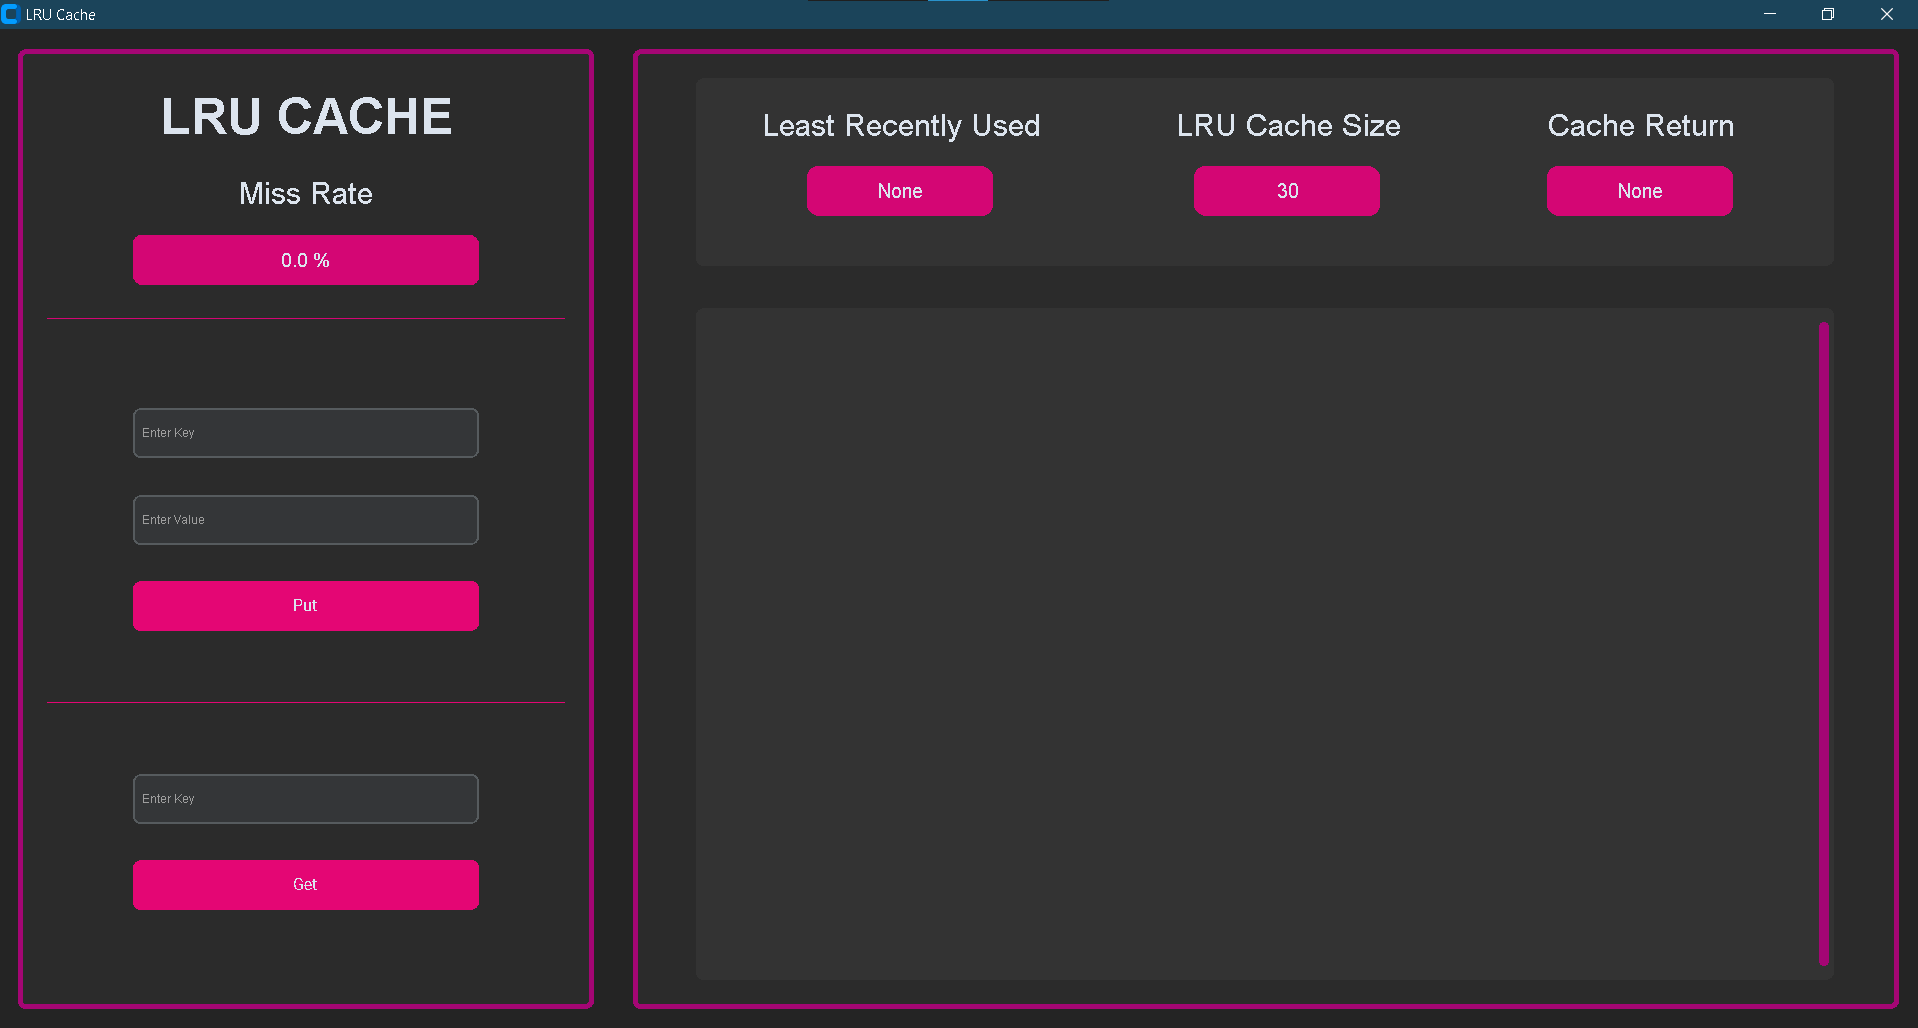 LRU Cache
LRU CACHE
Miss Rate
0.0 %
Enter Key
Enter Value
Put
Enter Key
Get
Least Recently Used
None
LRU Cache Size
30
Cache Return
None